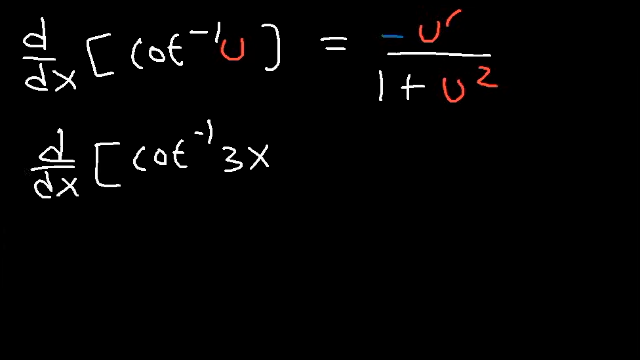 d/dx [cot⁻¹u] = -u'/1+u²
d/dx [cot⁻¹3x